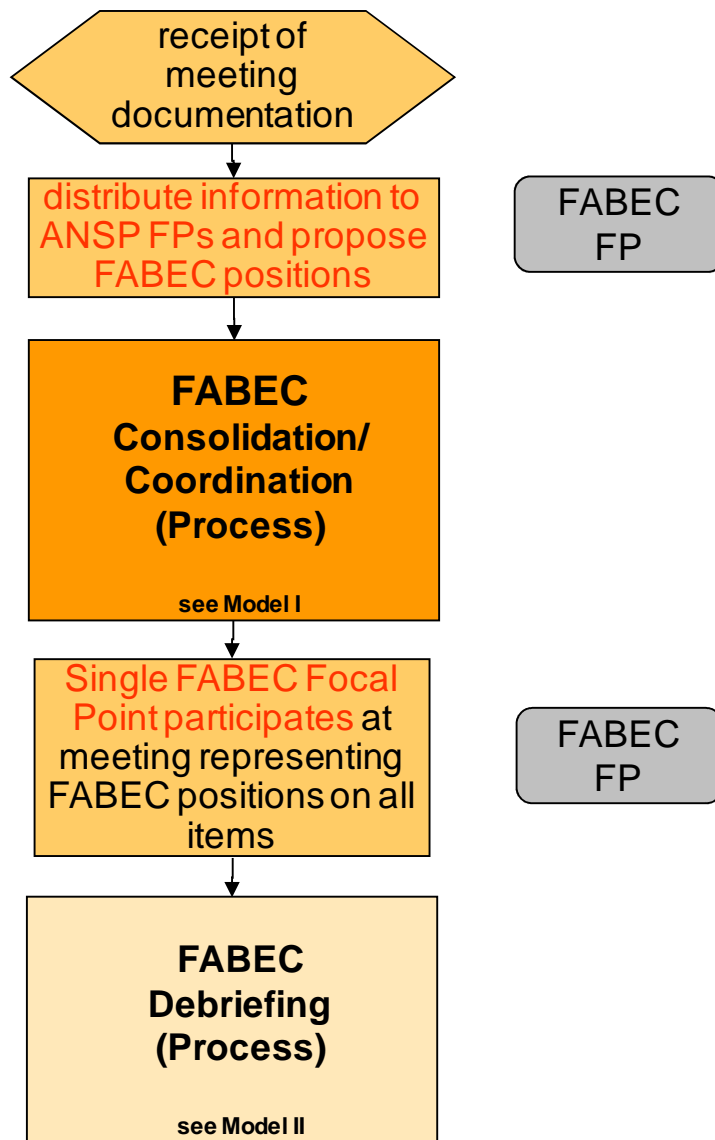 receipt of
meeting
documentation
distribute information to
ANSP FPs and propose
FABEC positions
FABEC
FP
FABEC
Consolidation/
Coordination
(Process)
see Model I
Single FABEC Focal
Point participates at
meeting representing
FABEC positions on all
items
FABEC
FP
FABEC
Debriefing
(Process)
see Model II